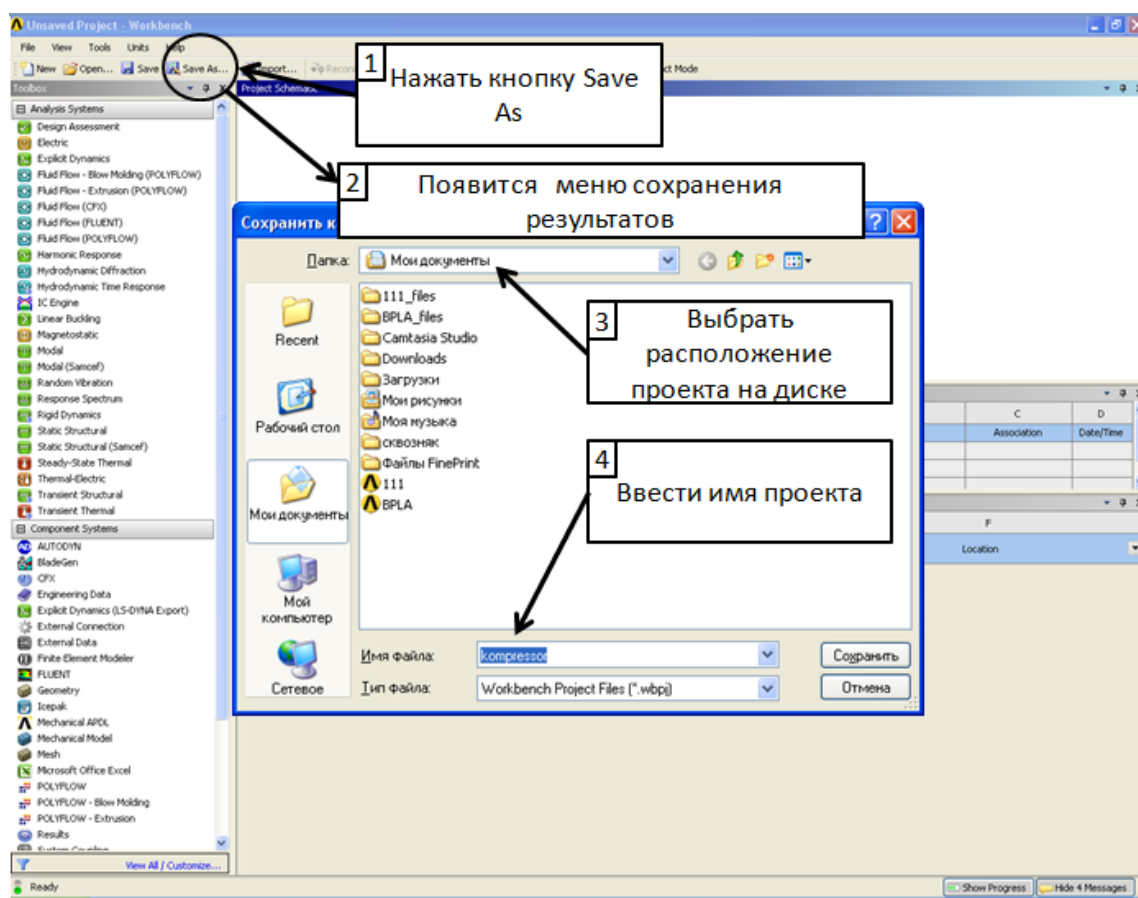 Unsaved Project - Workbench
File View Tools Units Help
New Open... Save Save As... Import...
Toolbox
Project Schematic
1
Нажать кнопку Save
As
2
Появится меню сохранения
результатов
3
Выбрать
расположение
проекта на диске
4
Ввести имя проекта
Analysis Systems
Design Assessment
Electric
Explicit Dynamics
Fluid Flow - Blow Molding (POLYFLOW)
Fluid Flow - Extrusion (POLYFLOW)
Fluid Flow (CFX)
Fluid Flow (FLUENT)
Fluid Flow (POLYFLOW)
Harmonic Response
Hydrodynamic Diffraction
Hydrodynamic Time Response
IC Engine
Linear Buckling
Magnetostatic
Modal
Modal (Samcef)
Random Vibration
Response Spectrum
Rigid Dynamics
Static Structural
Static Structural (Samcef)
Steady-State Thermal
Thermal-Electric
Transient Structural
Transient Thermal
Component Systems
AUTODYN
BladeGen
CFX
Engineering Data
Explicit Dynamics (LS-DYNA Export)
External Connection
External Data
Finite Element Modeler
FLUENT
Geometry
Icepak
Mechanical APDL
Mechanical Model
Mesh
Microsoft Office Excel
POLYFLOW
POLYFLOW - Blow Molding
POLYFLOW - Extrusion
Results
System Coupling
View All / Customize...
Ready
Сохранить к
Папка: Мои документы
Recent
Рабочий стол
Мои документы
Мой
компьютер
Сетевое
111_files
BPLA_files
Camtasia Studio
Downloads
Загрузки
Мои рисунки
Моя музыка
сквозняк
Файлы FinePrint
111
BPLA
Имя файла: kompressor Сохранить
Тип файла: Workbench Project Files (*.wbpj) Отмена
C D
Association Date/Time
F
Location
Show Progress Hide 4 Messages